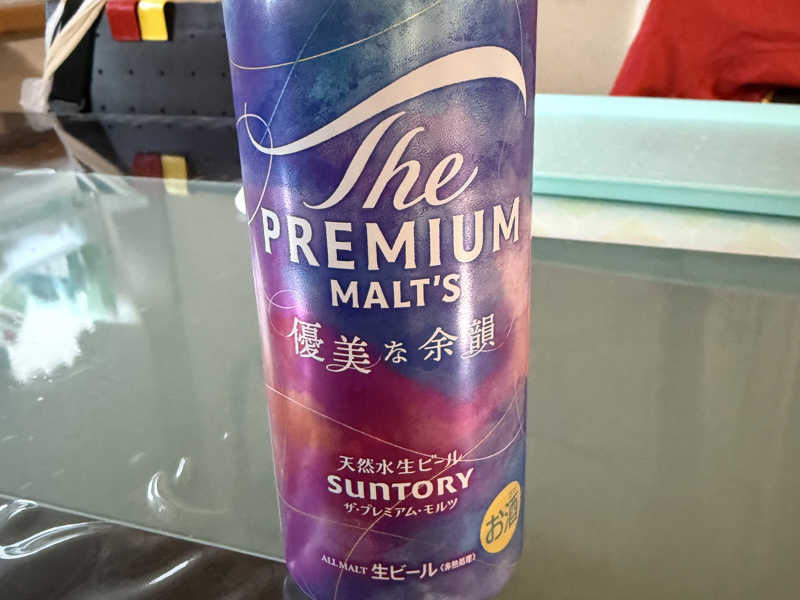 The
PREMIUM
MALT'S
優美な余韻
天然水生ビール
SUNTORY
ザ・プレミアム・モルツ
お酒
ALL MALT 生ビール〈非熱処理〉